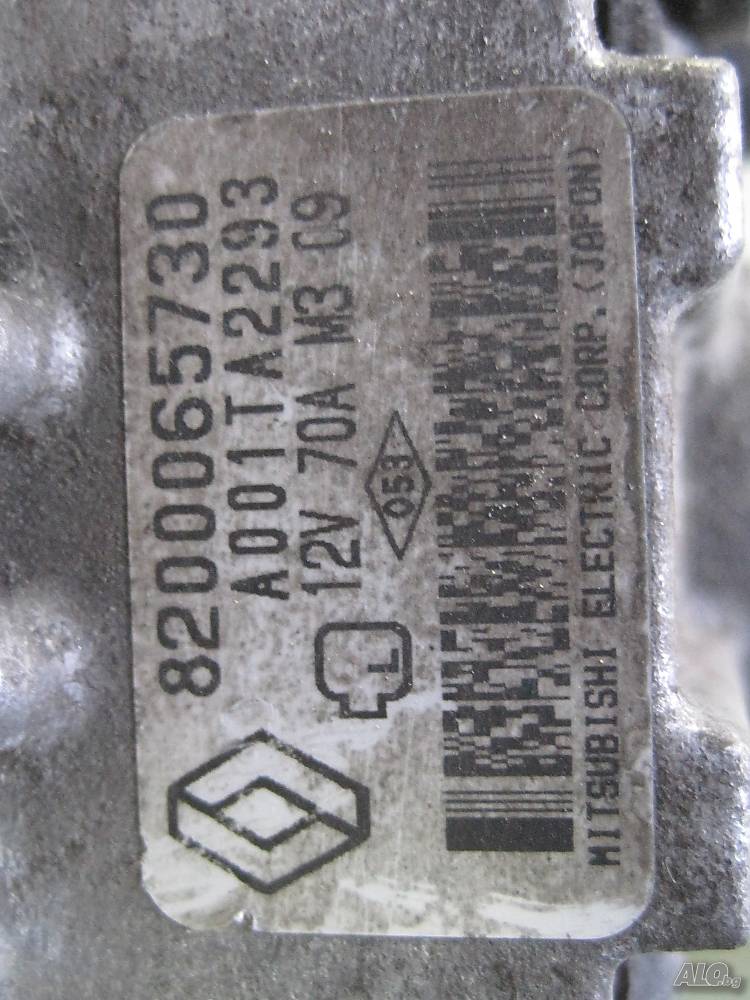 8200065730
A001TA2293
12V 70A M3 C9
053
L
MITSUBISHI ELECTRIC CORP.(JAPON)
ALO.bg